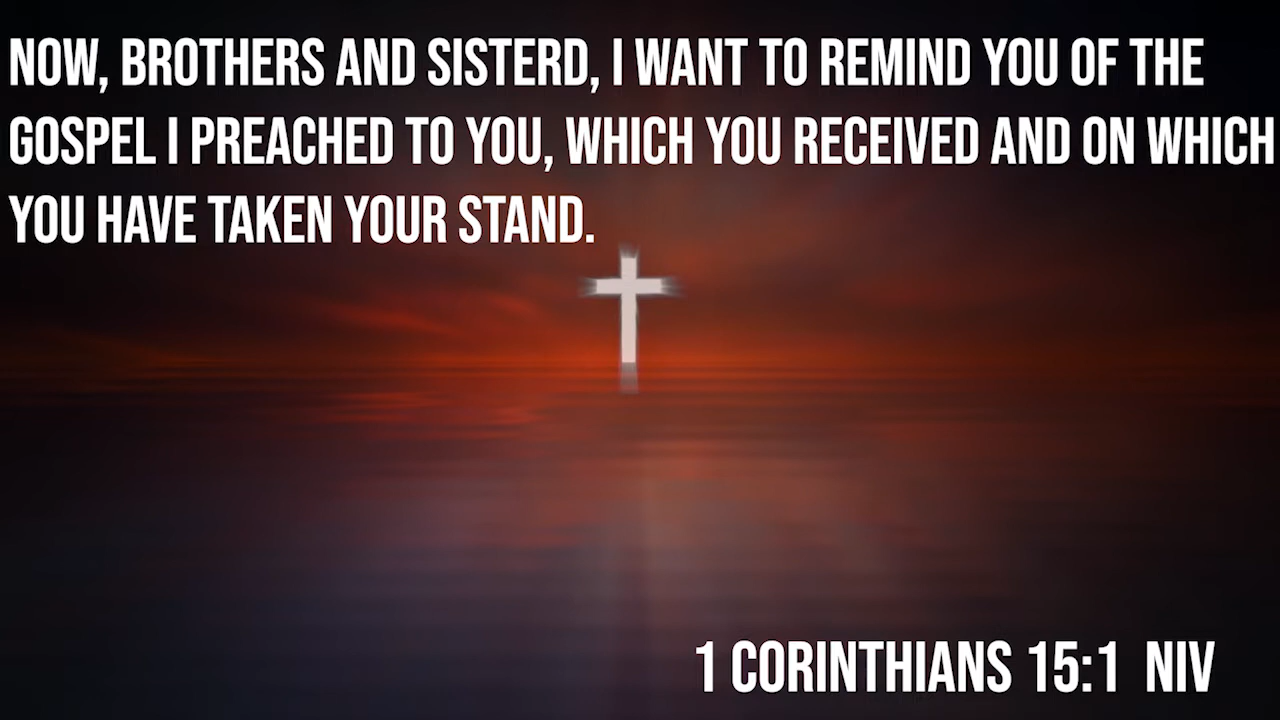 NOW, BROTHERS AND SISTERD, I WANT TO REMIND YOU OF THE
GOSPEL I PREACHED TO YOU, WHICH YOU RECEIVED AND ON WHICH
YOU HAVE TAKEN YOUR STAND.
1 CORINTHIANS 15:1 NIV